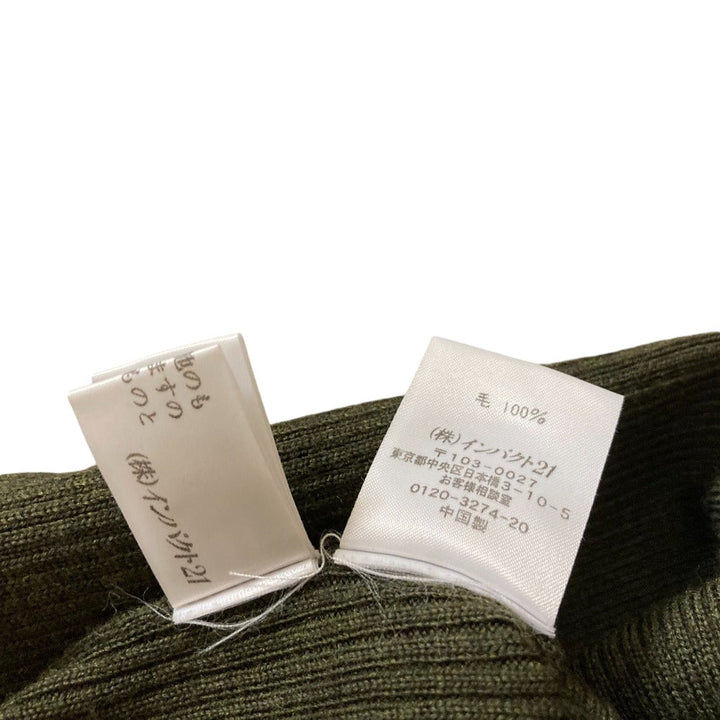 他のも
ますの
ものと
(株)インパクト21
毛 100%
(株)インパクト21
〒103-0027
東京都中央区日本橋3-10-5
お客様相談室
0120-3274-20
中国製